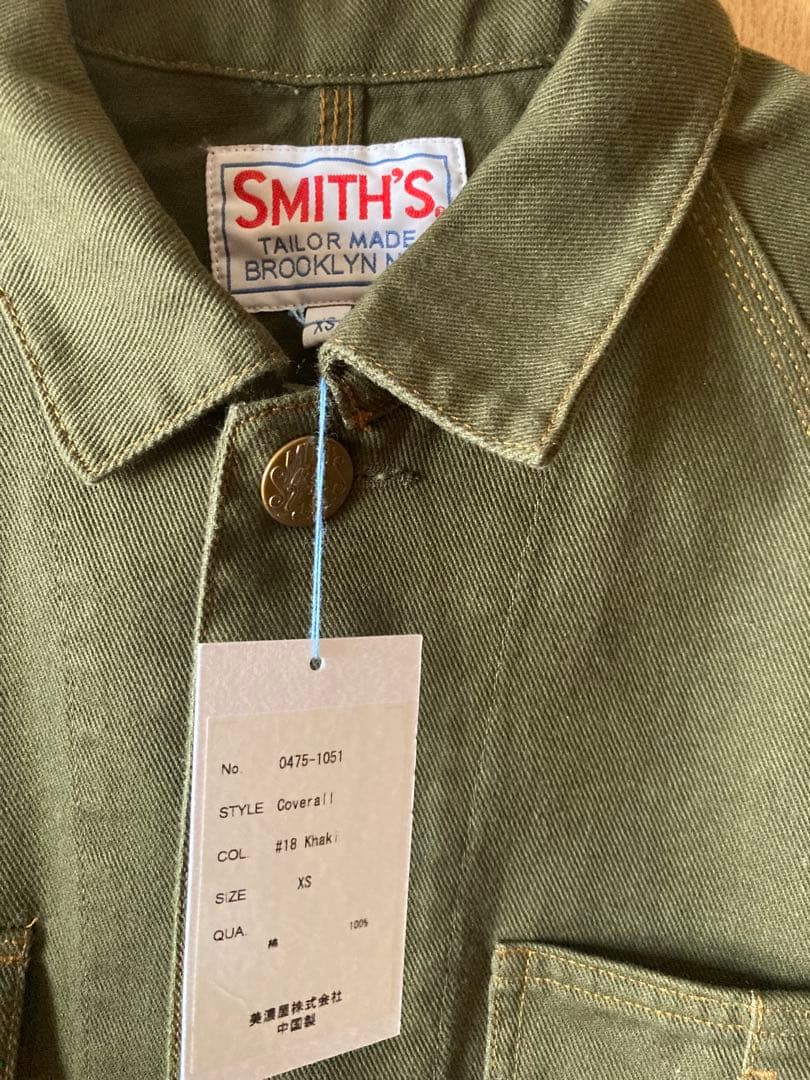 SMITH'S®
TAILOR MADE
BROOKLYN
XS
No. 0475-1051
STYLE Coverall
COL. #18 Khaki
SIZE XS
QUA.
綿 100%
美濃屋株式会社
中国製